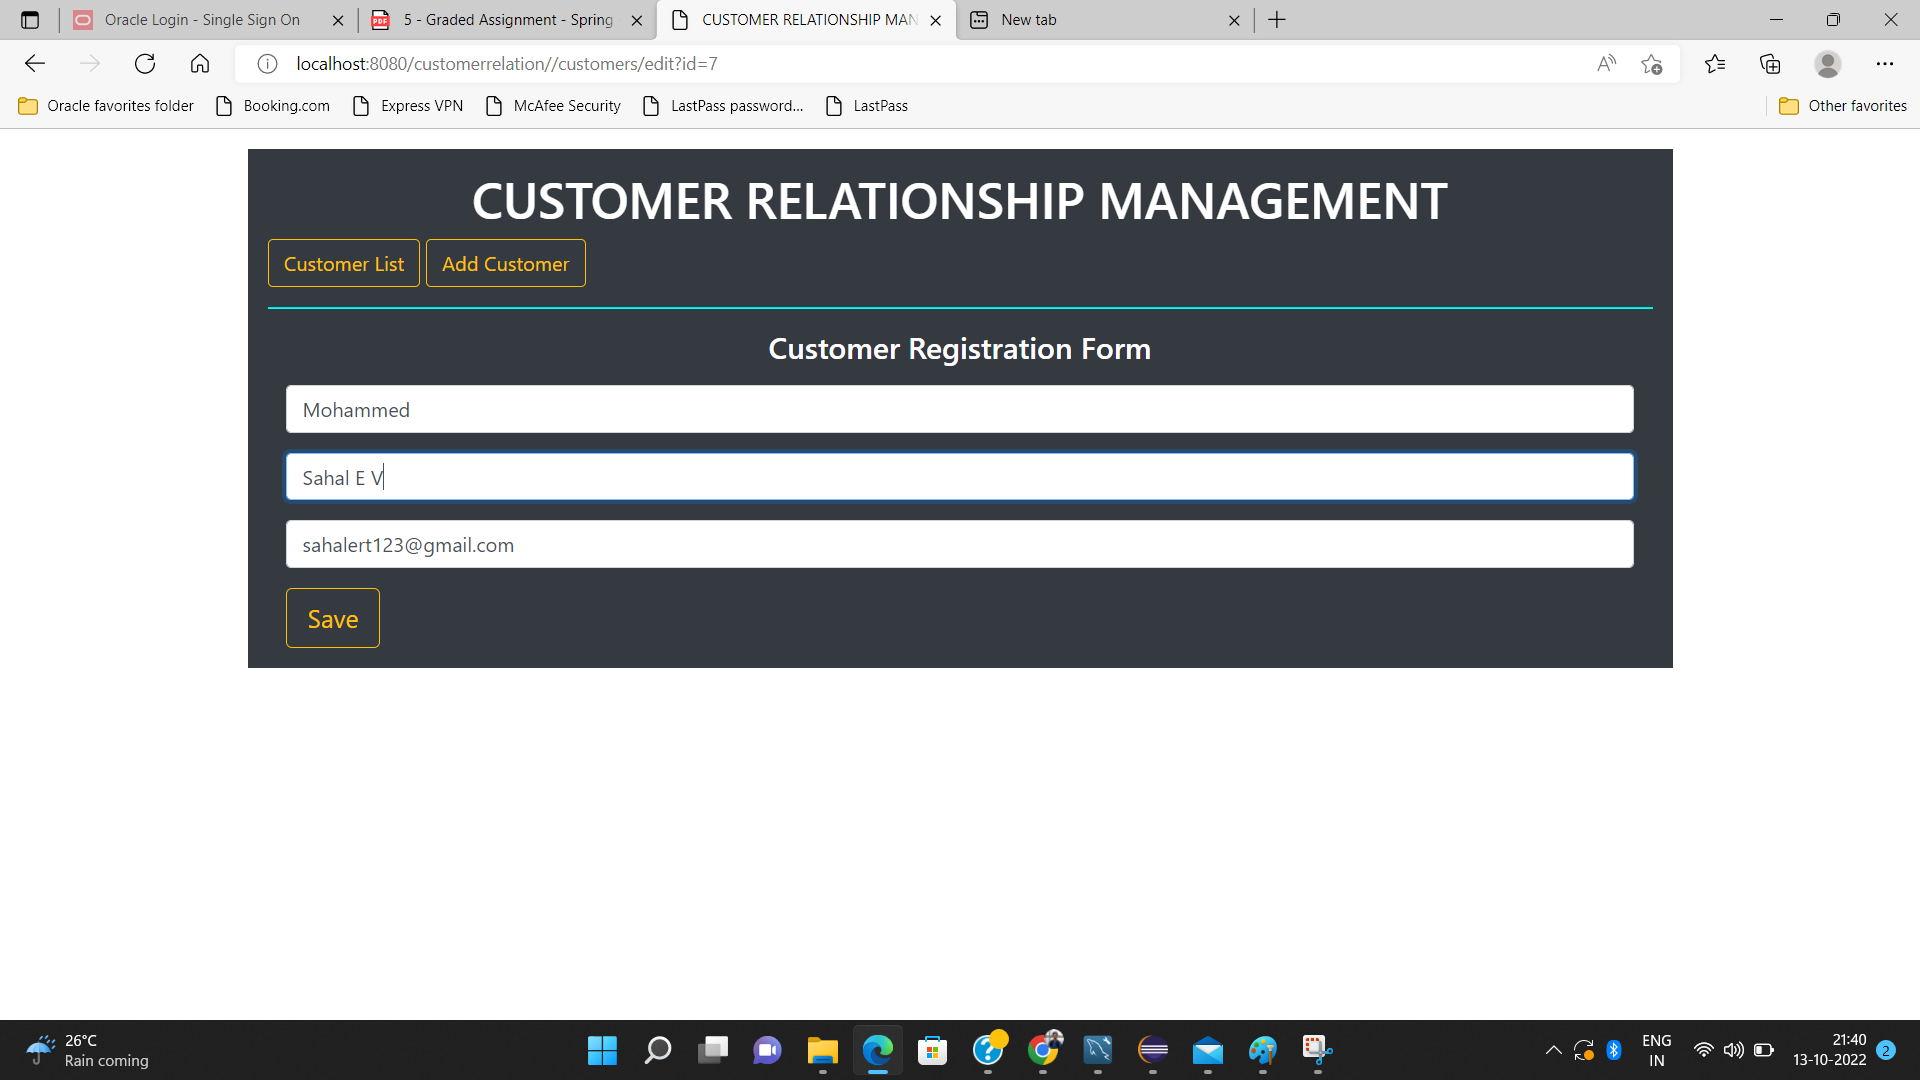 Oracle Login - Single Sign On
5 - Graded Assignment - Spring
CUSTOMER RELATIONSHIP MAN
New tab
localhost:8080/customerrelation//customers/edit?id=7
Oracle favorites folder
Booking.com
Express VPN
McAfee Security
LastPass password...
LastPass
Other favorites
CUSTOMER RELATIONSHIP MANAGEMENT
Customer List
Add Customer
Customer Registration Form
Mohammed
Sahal E V
sahalert123@gmail.com
Save
26°C
Rain coming
ENG
IN
21:40
13-10-2022
2